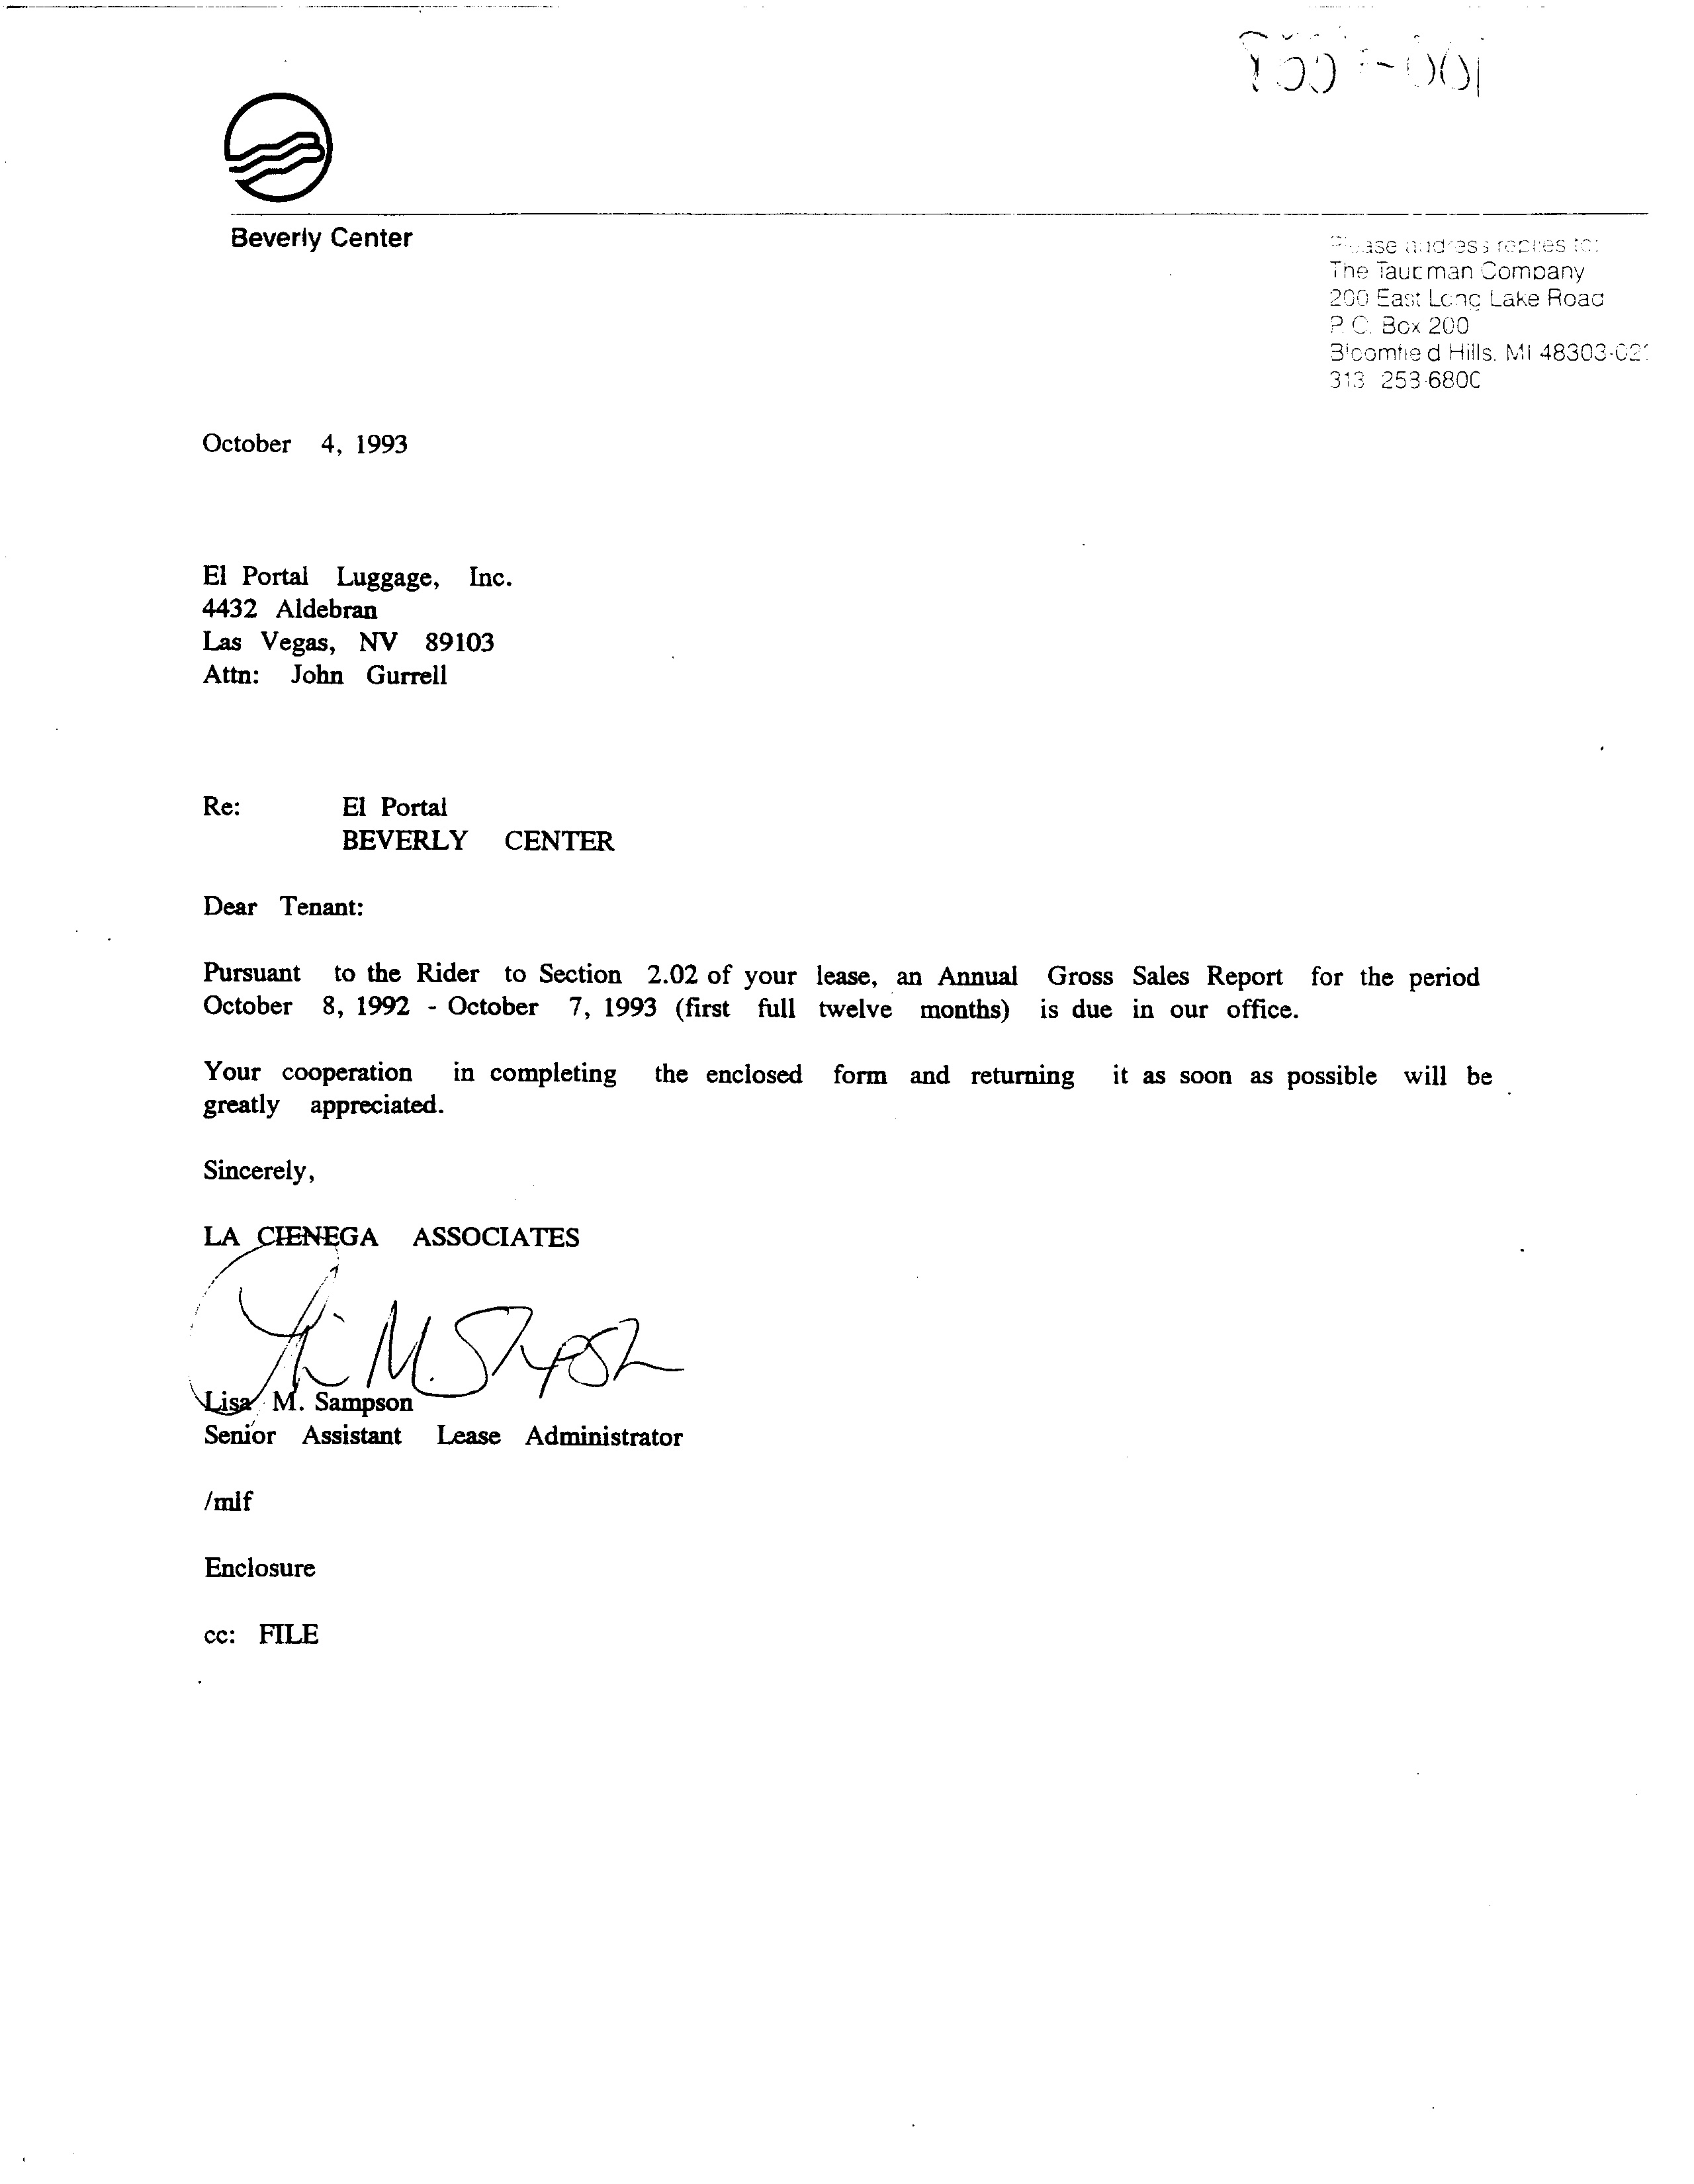 Beverly Center
Please address replies to:
The Taubman Company
200 East Long Lake Road
P.O. Box 200
Bloomfield Hills, MI 48303-02
313 258-6800
October 4, 1993
El Portal Luggage, Inc.
4432 Aldebran
Las Vegas, NV 89103
Attn: John Gurrell
Re: El Portal
BEVERLY CENTER
Dear Tenant:
Pursuant to the Rider to Section 2.02 of your lease, an Annual Gross Sales Report for the period
October 8, 1992 - October 7, 1993 (first full twelve months) is due in our office.
Your cooperation in completing the enclosed form and returning it as soon as possible will be
greatly appreciated.
Sincerely,
LA CIENEGA ASSOCIATES
Lisa M. Sampson
Senior Assistant Lease Administrator
/mlf
Enclosure
cc: FILE